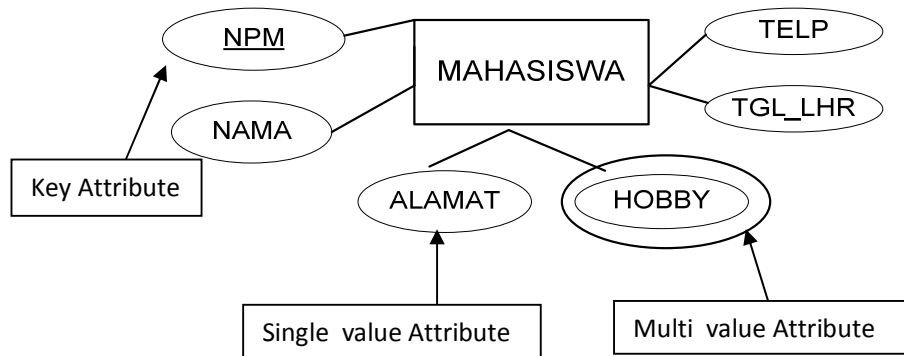 NPM
TELP
MAHASISWA
TGL_LHR
NAMA
Key Attribute
ALAMAT
HOBBY
Single value Attribute
Multi value Attribute